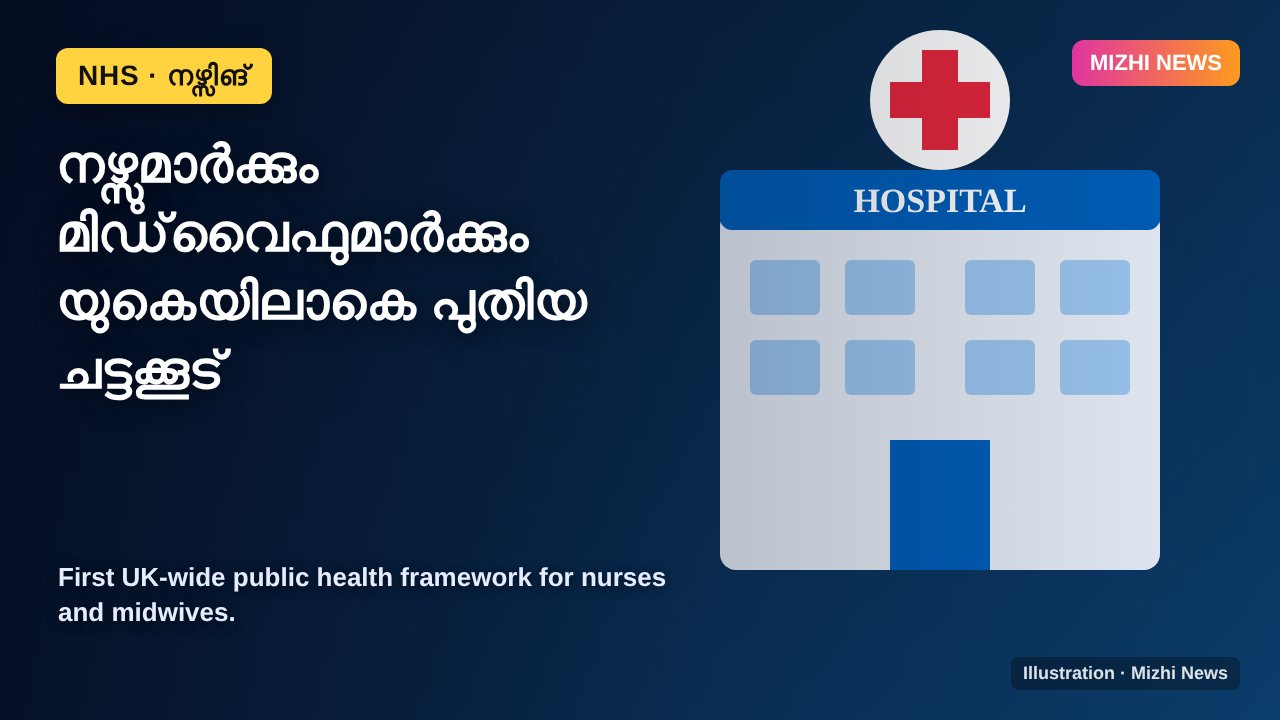 NHS · നഴ്സിങ്
MIZHI NEWS
നഴ്സുമാർക്കും
മിഡ്‌വൈഫുമാർക്കും
യുകെയിലാകെ പുതിയ
ചട്ടക്കൂട്
HOSPITAL
First UK-wide public health framework for nurses
and midwives.
Illustration · Mizhi News